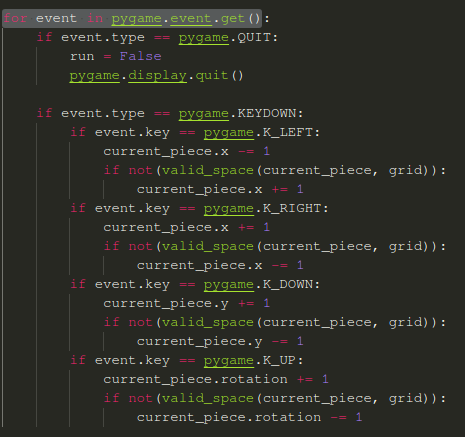 for event in pygame.event.get():
    if event.type == pygame.QUIT:
        run = False
        pygame.display.quit()

    if event.type == pygame.KEYDOWN:
        if event.key == pygame.K_LEFT:
            current_piece.x -= 1
            if not(valid_space(current_piece, grid)):
                current_piece.x += 1
        if event.key == pygame.K_RIGHT:
            current_piece.x += 1
            if not(valid_space(current_piece, grid)):
                current_piece.x -= 1
        if event.key == pygame.K_DOWN:
            current_piece.y += 1
            if not(valid_space(current_piece, grid)):
                current_piece.y -= 1
        if event.key == pygame.K_UP:
            current_piece.rotation += 1
            if not(valid_space(current_piece, grid)):
                current_piece.rotation -= 1